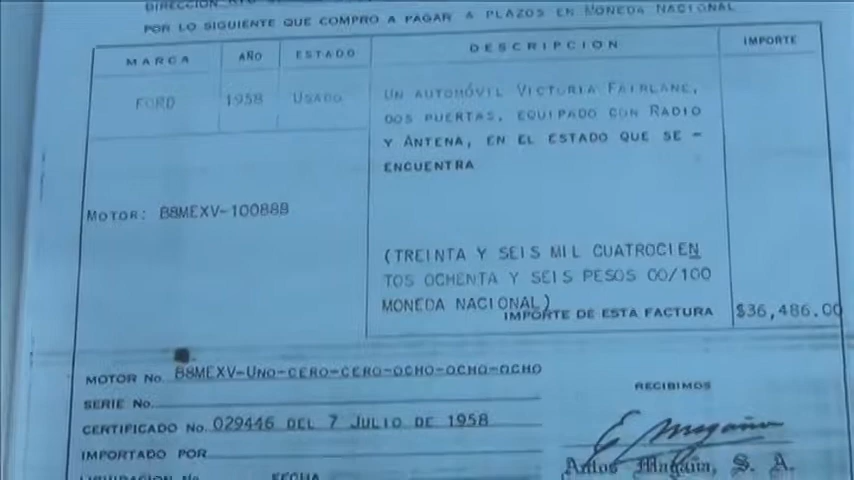 DIRECCION
POR LO SIGUIENTE QUE COMPRO A PAGAR A PLAZOS EN MONEDA NACIONAL
MARCA AÑO ESTADO DESCRIPCION IMPORTE
FORD 1958 USADO UN AUTOMÓVIL VICTORIA FAIRLANE,
DOS PUERTAS, EQUIPADO CON RADIO
Y ANTENA, EN EL ESTADO QUE SE -
ENCUENTRA
MOTOR: B8MEXV-100888
(TREINTA Y SEIS MIL CUATROCIEN
TOS OCHENTA Y SEIS PESOS 00/100
MONEDA NACIONAL)
IMPORTE DE ESTA FACTURA $36,486.00
MOTOR No. B8MEXV-UNO-CERO-CERO-OCHO-OCHO-OCHO
RECIBIMOS
SERIE No.
CERTIFICADO No. 029446 DEL 7 JULIO DE 1958
E Magaña
IMPORTADO POR
Autos Magaña, S. A.
LIQUIDACION No. FECHA